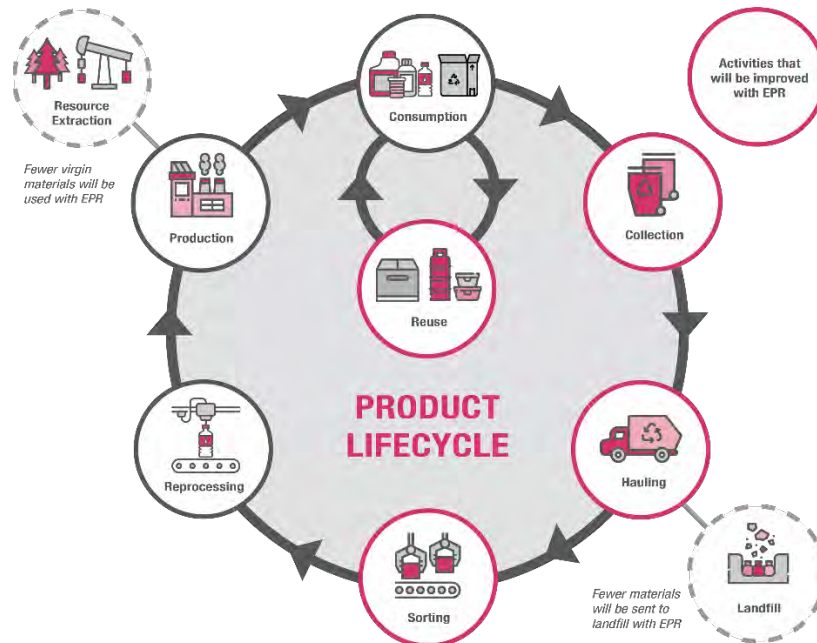 Resource
Extraction
Consumption
Activities that
will be improved
with EPR
Fewer virgin
materials will be
used with EPR
Production
Collection
Reuse
PRODUCT
LIFECYCLE
Reprocessing
Hauling
Sorting
Fewer materials
will be sent to
landfill with EPR
Landfill